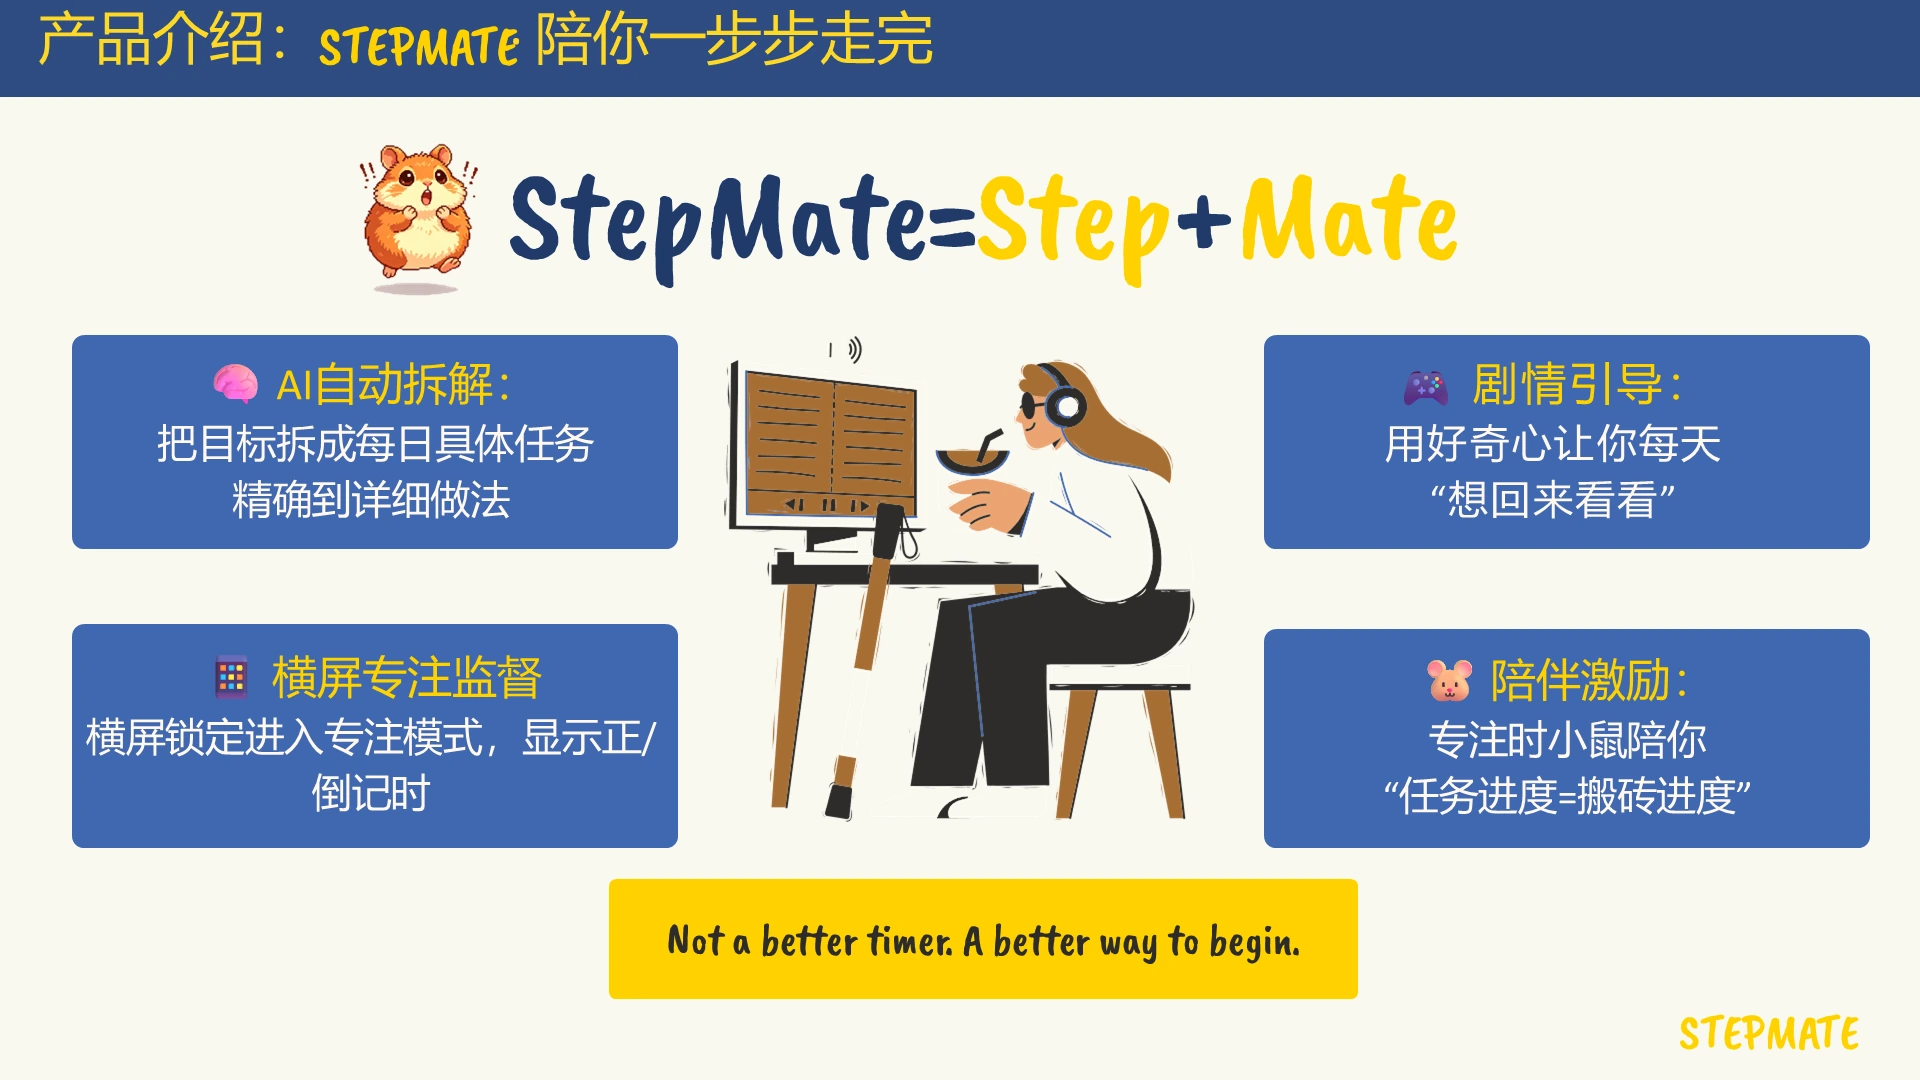 产品介绍：STEPMATE 陪你一步步走完
StepMate=Step+Mate
AI自动拆解：
把目标拆成每日具体任务
精确到详细做法
剧情引导：
用好奇心让你每天
“想回来看看”
横屏专注监督
横屏锁定进入专注模式，显示正/
倒记时
陪伴激励：
专注时小鼠陪你
“任务进度=搬砖进度”
Not a better timer. A better way to begin.
STEPMATE